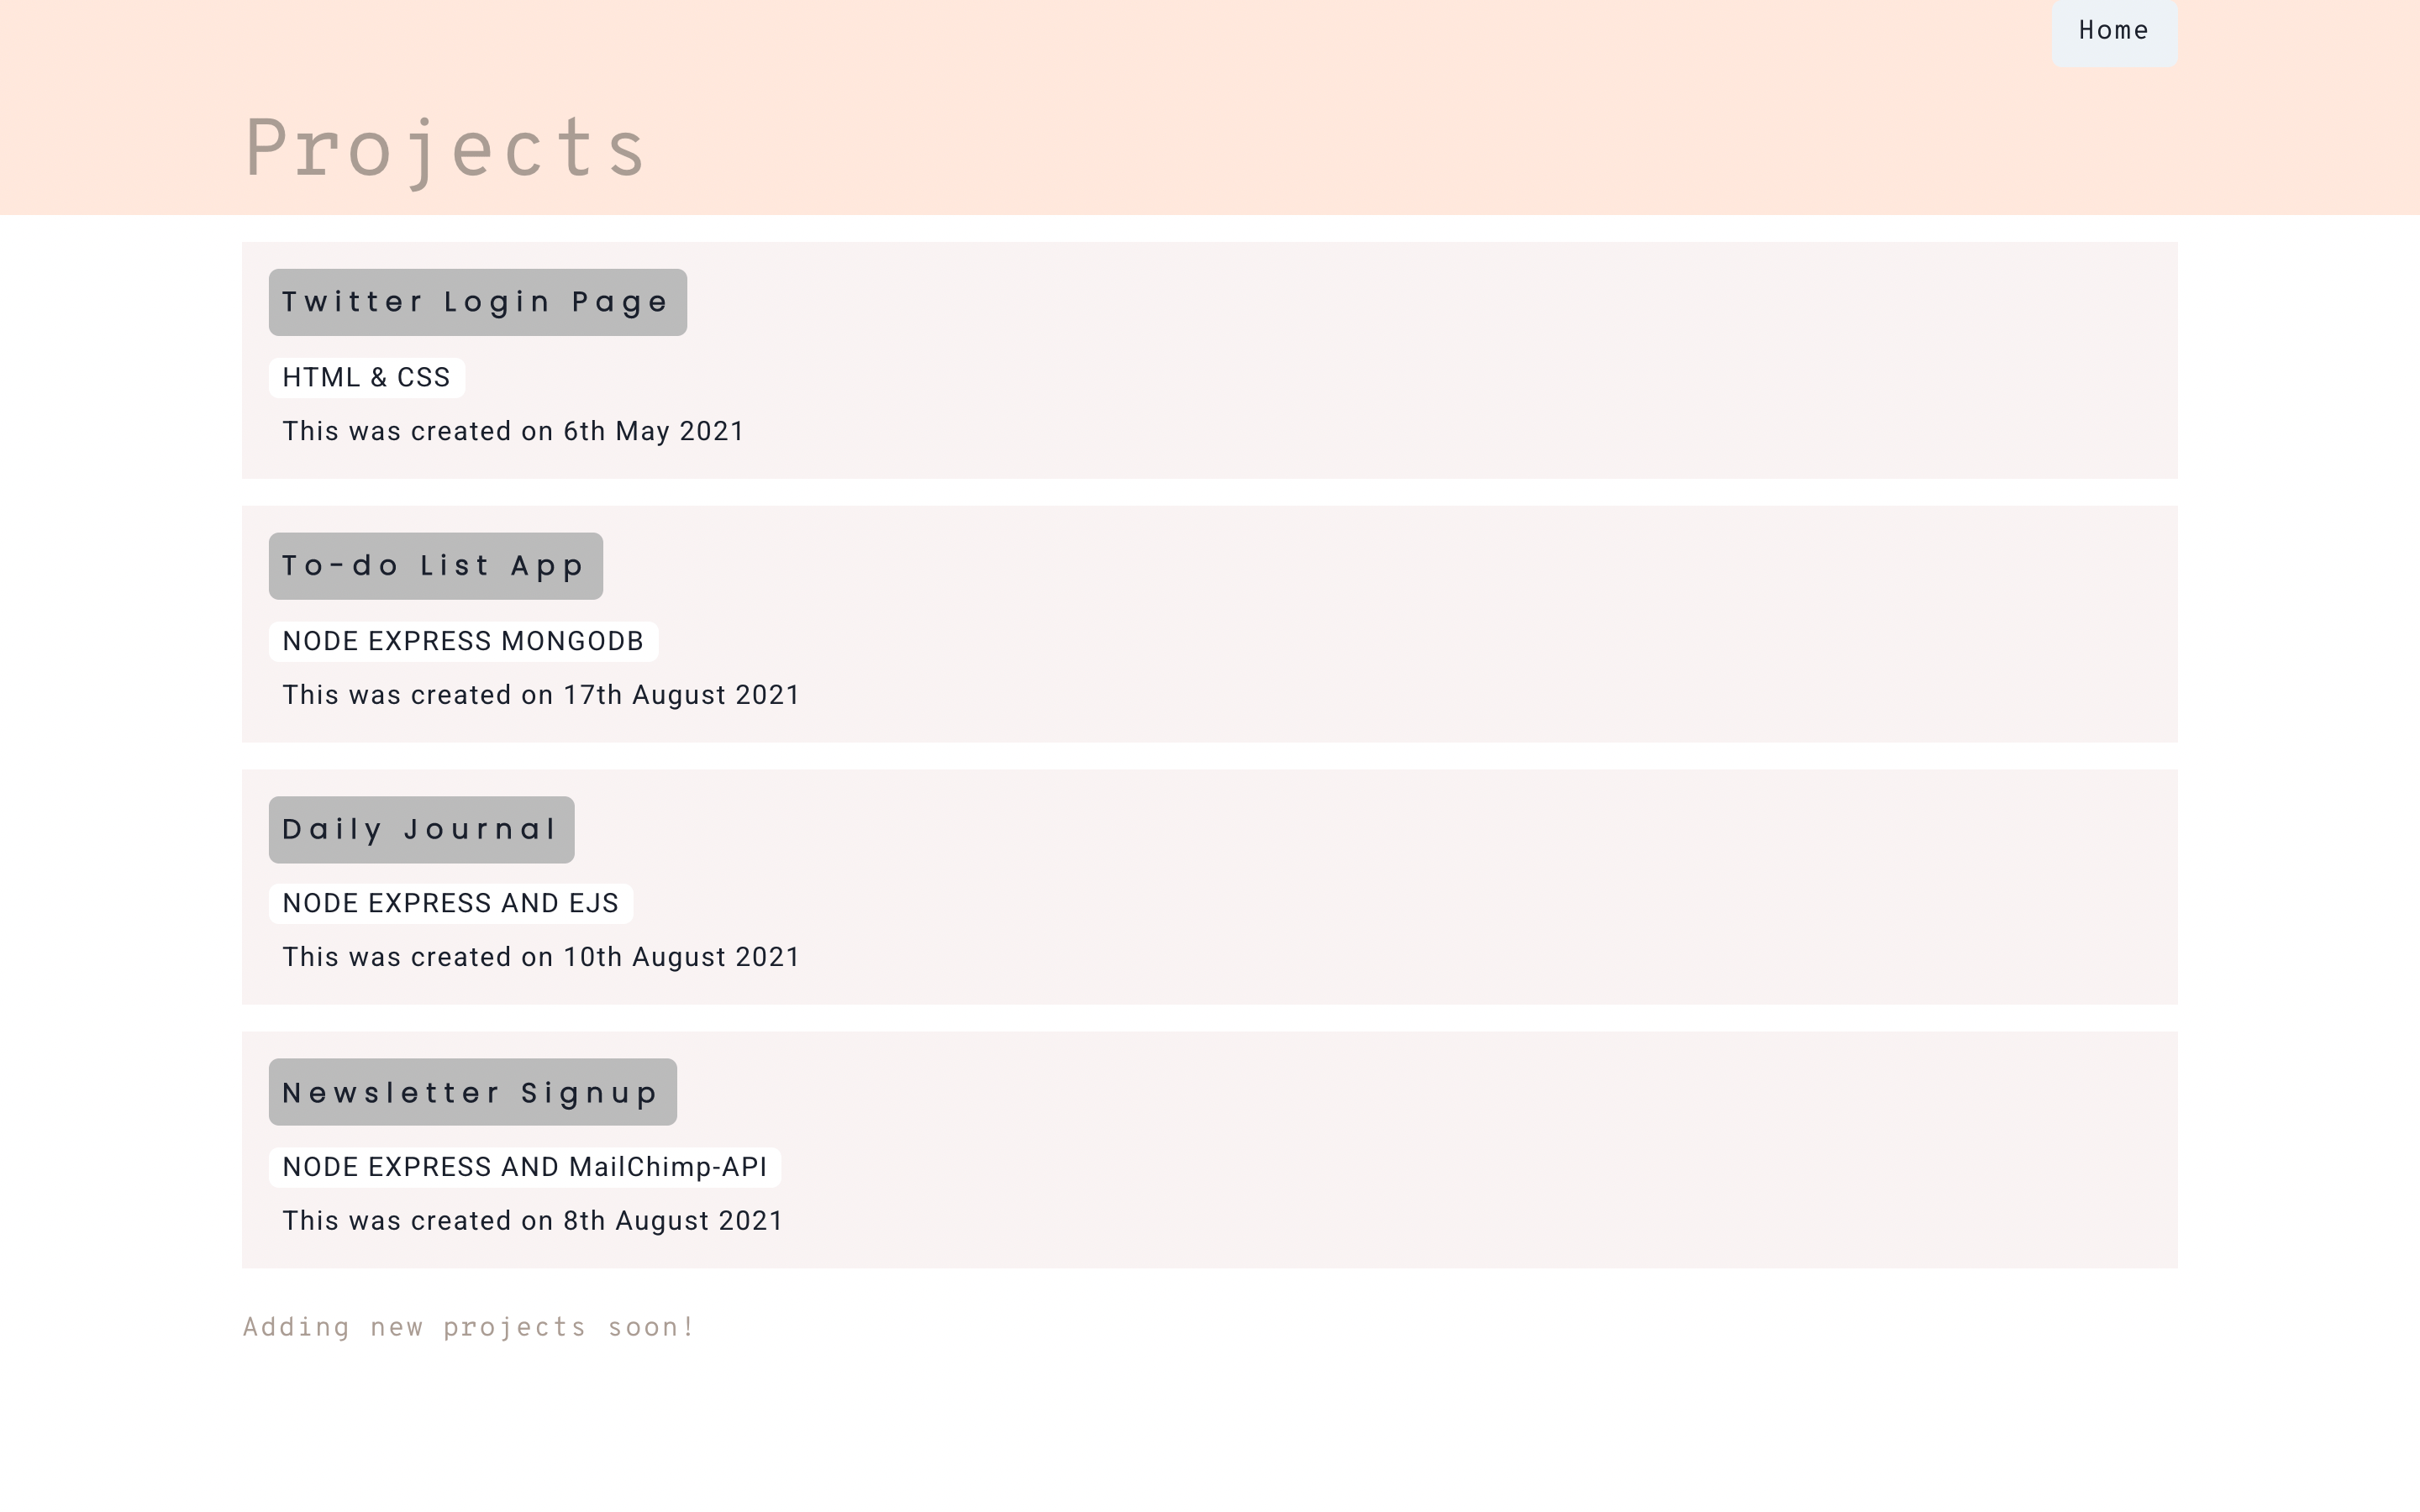 Home
Projects
Twitter Login Page
HTML & CSS
This was created on 6th May 2021
To-do List App
NODE EXPRESS MONGODB
This was created on 17th August 2021
Daily Journal
NODE EXPRESS AND EJS
This was created on 10th August 2021
Newsletter Signup
NODE EXPRESS AND MailChimp-API
This was created on 8th August 2021
Adding new projects soon!